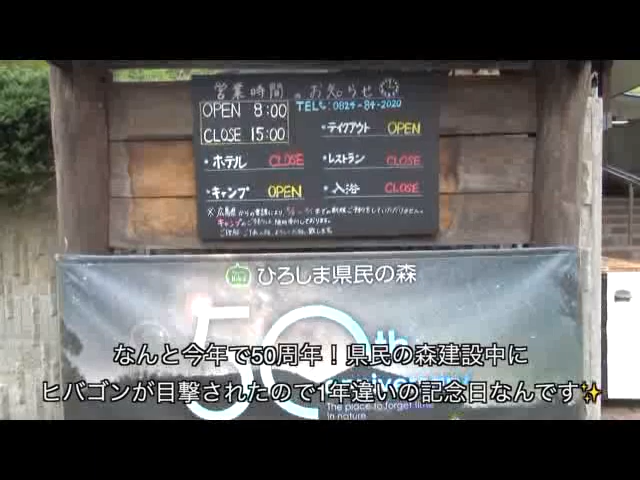 営業時間のお知らせ
OPEN 8:00
CLOSE 15:00
TEL 0824-84-2020
・テイクアウト OPEN
・ホテル CLOSE
・レストラン CLOSE
・キャンプ OPEN
・入浴 CLOSE
ひろしま県民の森
50th
なんと今年で50周年！県民の森建設中に
ヒバゴンが目撃されたので1年違いの記念日なんです✨
The place to forget time
in nature